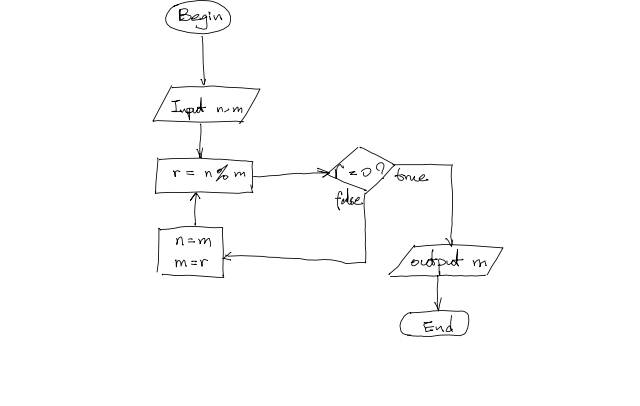 Begin
Input n, m
r = n % m
r = 0?
true
false
n = m
m = r
output m
End